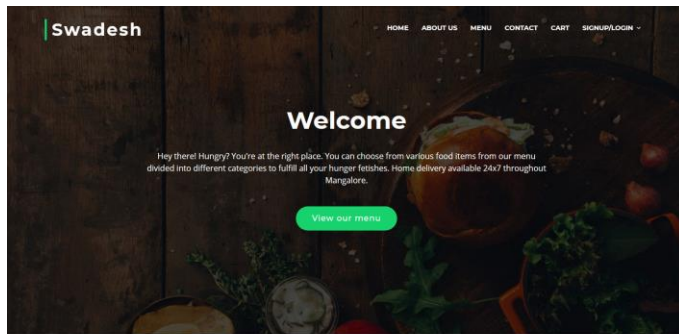 Swadesh
HOME ABOUT US MENU CONTACT CART SIGNUP/LOGIN
Welcome
Hey there! Hungry? You're at the right place. You can choose from various food items from our menu
divided into different categories to fulfill all your hunger fetishes. Home delivery available 24x7 throughout
Mangalore.
View our menu